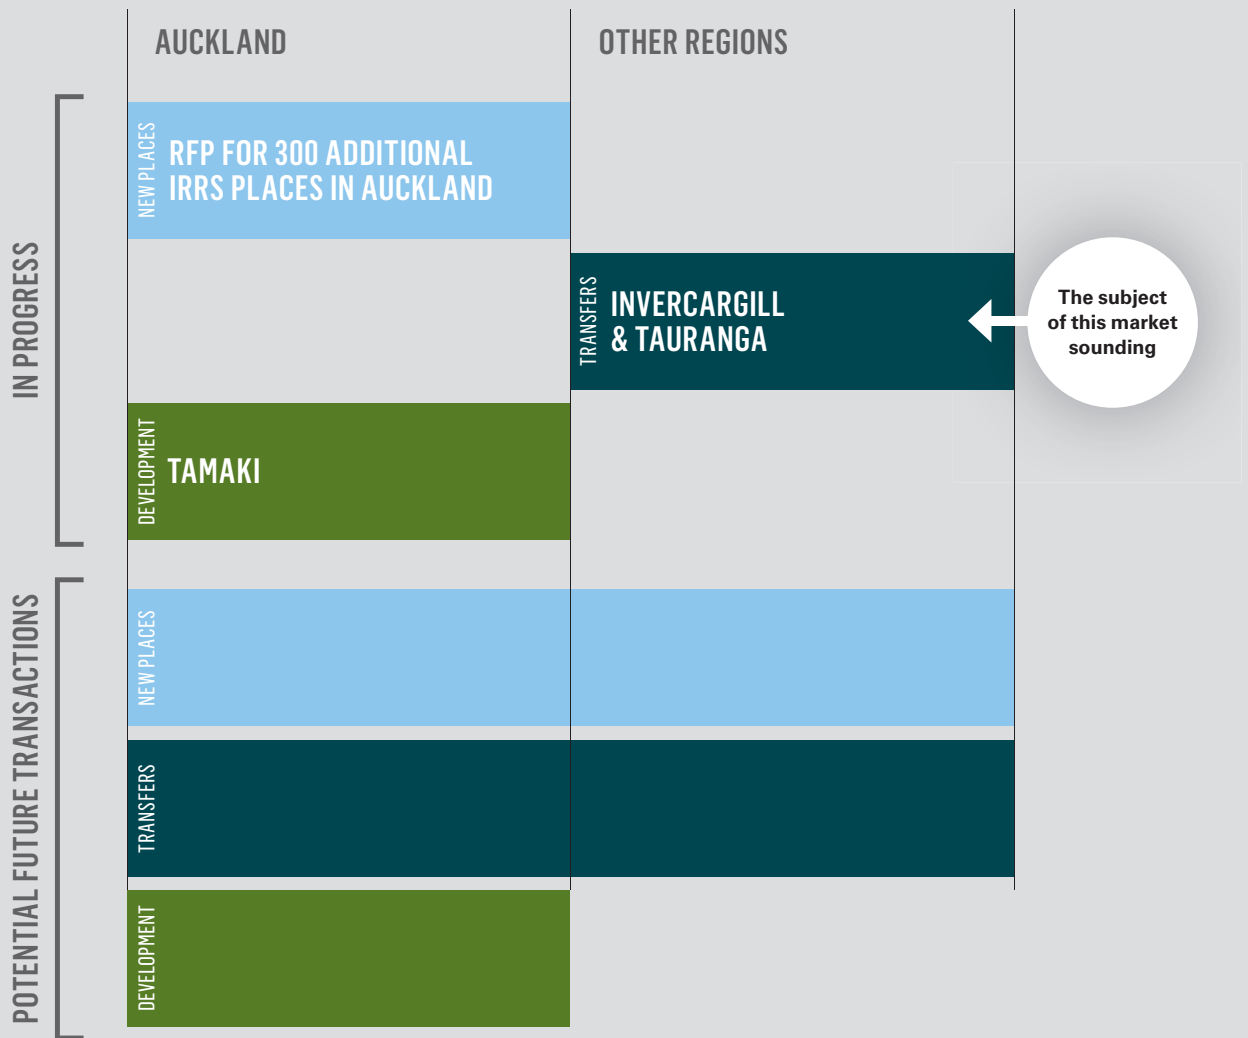 AUCKLAND
OTHER REGIONS
IN PROGRESS
NEW PLACES
RFP FOR 300 ADDITIONAL
IRRS PLACES IN AUCKLAND
TRANSFERS
INVERCARGILL
& TAURANGA
The subject
of this market
sounding
DEVELOPMENT
TAMAKI
POTENTIAL FUTURE TRANSACTIONS
NEW PLACES
TRANSFERS
DEVELOPMENT